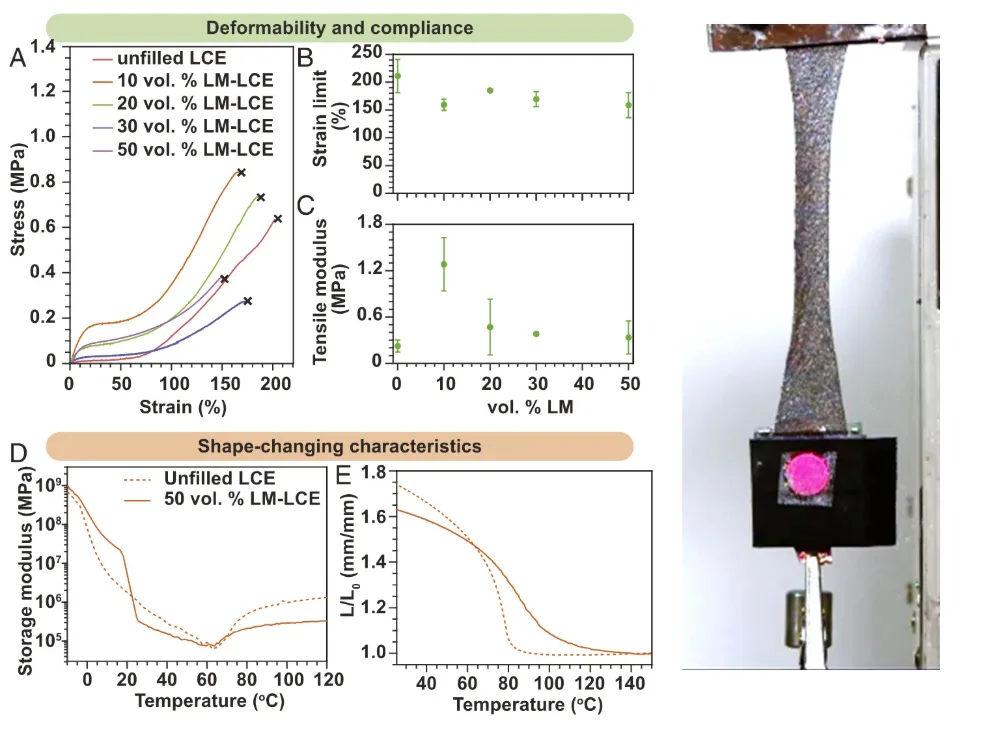 Deformability and compliance
A
Stress (MPa)
1.4
1.2
1.0
0.8
0.6
0.4
0.2
0
unfilled LCE
10 vol. % LM-LCE
20 vol. % LM-LCE
30 vol. % LM-LCE
50 vol. % LM-LCE
0 50 100 150 200
Strain (%)
B
Strain limit
(%)
250
200
150
100
50
0
C
Tensile modulus
(MPa)
1.8
1.2
0.6
0
0 10 20 30 40 50
vol. % LM
Shape-changing characteristics
D
Storage modulus (MPa)
10⁹
10⁸
10⁷
10⁶
10⁵
Unfilled LCE
50 vol. % LM-LCE
0 20 40 60 80 100 120
Temperature (°C)
E
L/L₀ (mm/mm)
1.8
1.6
1.4
1.2
1.0
40 60 80 100 120 140
Temperature (°C)